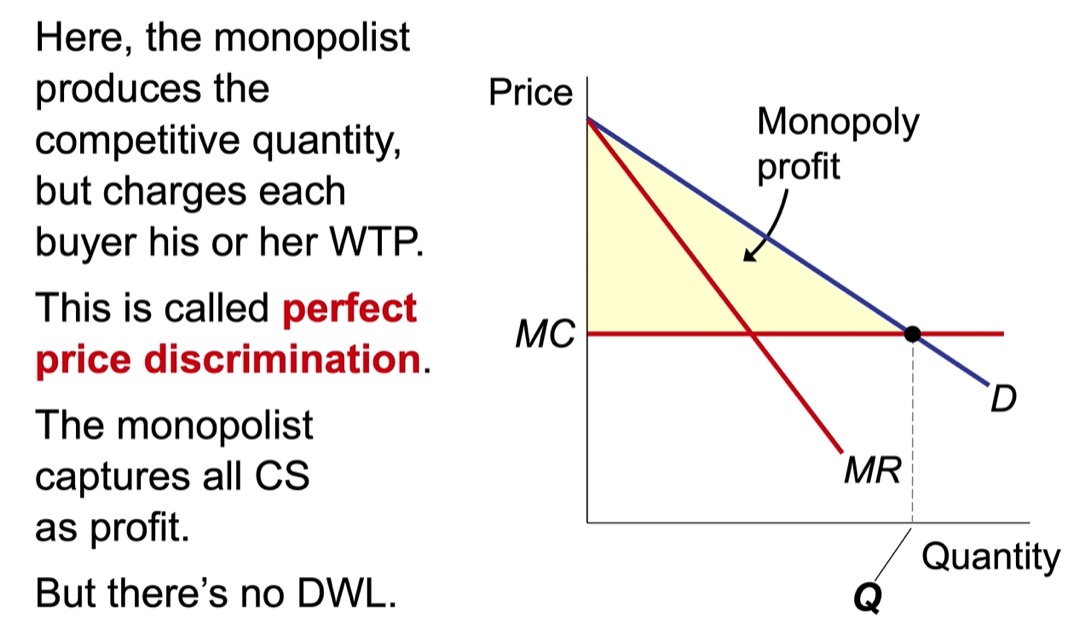 Here, the monopolist
produces the
competitive quantity,
but charges each
buyer his or her WTP.
This is called perfect
price discrimination.
The monopolist
captures all CS
as profit.
But there's no DWL.
Price
Monopoly
profit
MC
D
MR
Quantity
Q